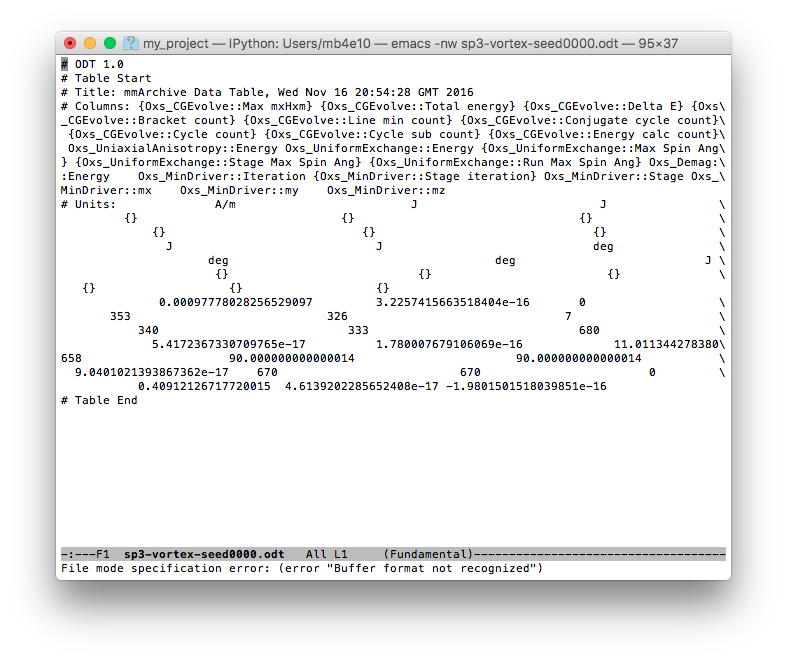 my_project — IPython: Users/mb4e10 — emacs -nw sp3-vortex-seed0000.odt — 95×37
# ODT 1.0
# Table Start
# Title: mmArchive Data Table, Wed Nov 16 20:54:28 GMT 2016
# Columns: {Oxs_CGEvolve::Max mxHxm} {Oxs_CGEvolve::Total energy} {Oxs_CGEvolve::Delta E} {Oxs\
_CGEvolve::Bracket count} {Oxs_CGEvolve::Line min count} {Oxs_CGEvolve::Conjugate cycle count}\
 {Oxs_CGEvolve::Cycle count} {Oxs_CGEvolve::Cycle sub count} {Oxs_CGEvolve::Energy calc count}\
 Oxs_UniaxialAnisotropy::Energy Oxs_UniformExchange::Energy {Oxs_UniformExchange::Max Spin Ang\
} {Oxs_UniformExchange::Stage Max Spin Ang} {Oxs_UniformExchange::Run Max Spin Ang} Oxs_Demag:\
:Energy    Oxs_MinDriver::Iteration {Oxs_MinDriver::Stage iteration} Oxs_MinDriver::Stage Oxs_\
MinDriver::mx    Oxs_MinDriver::my    Oxs_MinDriver::mz
# Units:              A/m                         J                          J                \
         {}                             {}                                {}                  \
             {}                            {}                               {}                \
               J                             J                              deg               \
                     deg                                      deg                           J \
                      {}                           {}                         {}              \
   {}                   {}                   {}
              0.00097778028256529097         3.2257415663518404e-16       0                   \
       353                            326                               7                     \
           340                           333                              680                 \
             5.4172367330709765e-17          1.780007679106069e-16             11.011344278380\
658                     90.000000000000014                       90.000000000000014           \
  9.0401021393867362e-17    670                          670                        0         \
           0.40912126717720015  4.6139202285652408e-17 -1.9801501518039851e-16
# Table End
-:---F1  sp3-vortex-seed0000.odt   All L1     (Fundamental)------------------------------------
File mode specification error: (error "Buffer format not recognized")